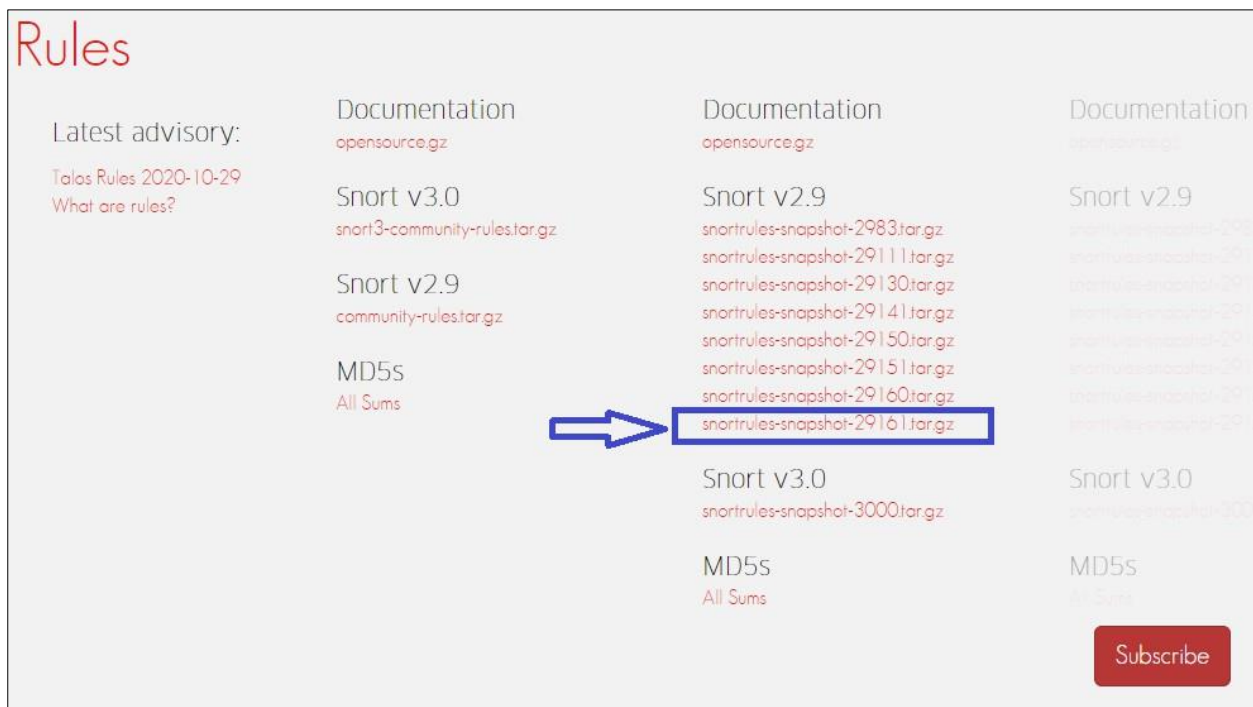 Rules
Latest advisory:
Talos Rules 2020-10-29
What are rules?
Documentation
opensource.gz
Snort v3.0
snort3-community-rules.tar.gz
Snort v2.9
community-rules.tar.gz
MD5s
All Sums
Documentation
opensource.gz
Snort v2.9
snortrules-snapshot-2983.tar.gz
snortrules-snapshot-29111.tar.gz
snortrules-snapshot-29130.tar.gz
snortrules-snapshot-29141.tar.gz
snortrules-snapshot-29150.tar.gz
snortrules-snapshot-29151.tar.gz
snortrules-snapshot-29160.tar.gz
snortrules-snapshot-29161.tar.gz
Snort v3.0
snortrules-snapshot-3000.tar.gz
MD5s
All Sums
Documentation
opensource.gz
Snort v2.9
Snort v3.0
MD5s
All Sums
Subscribe